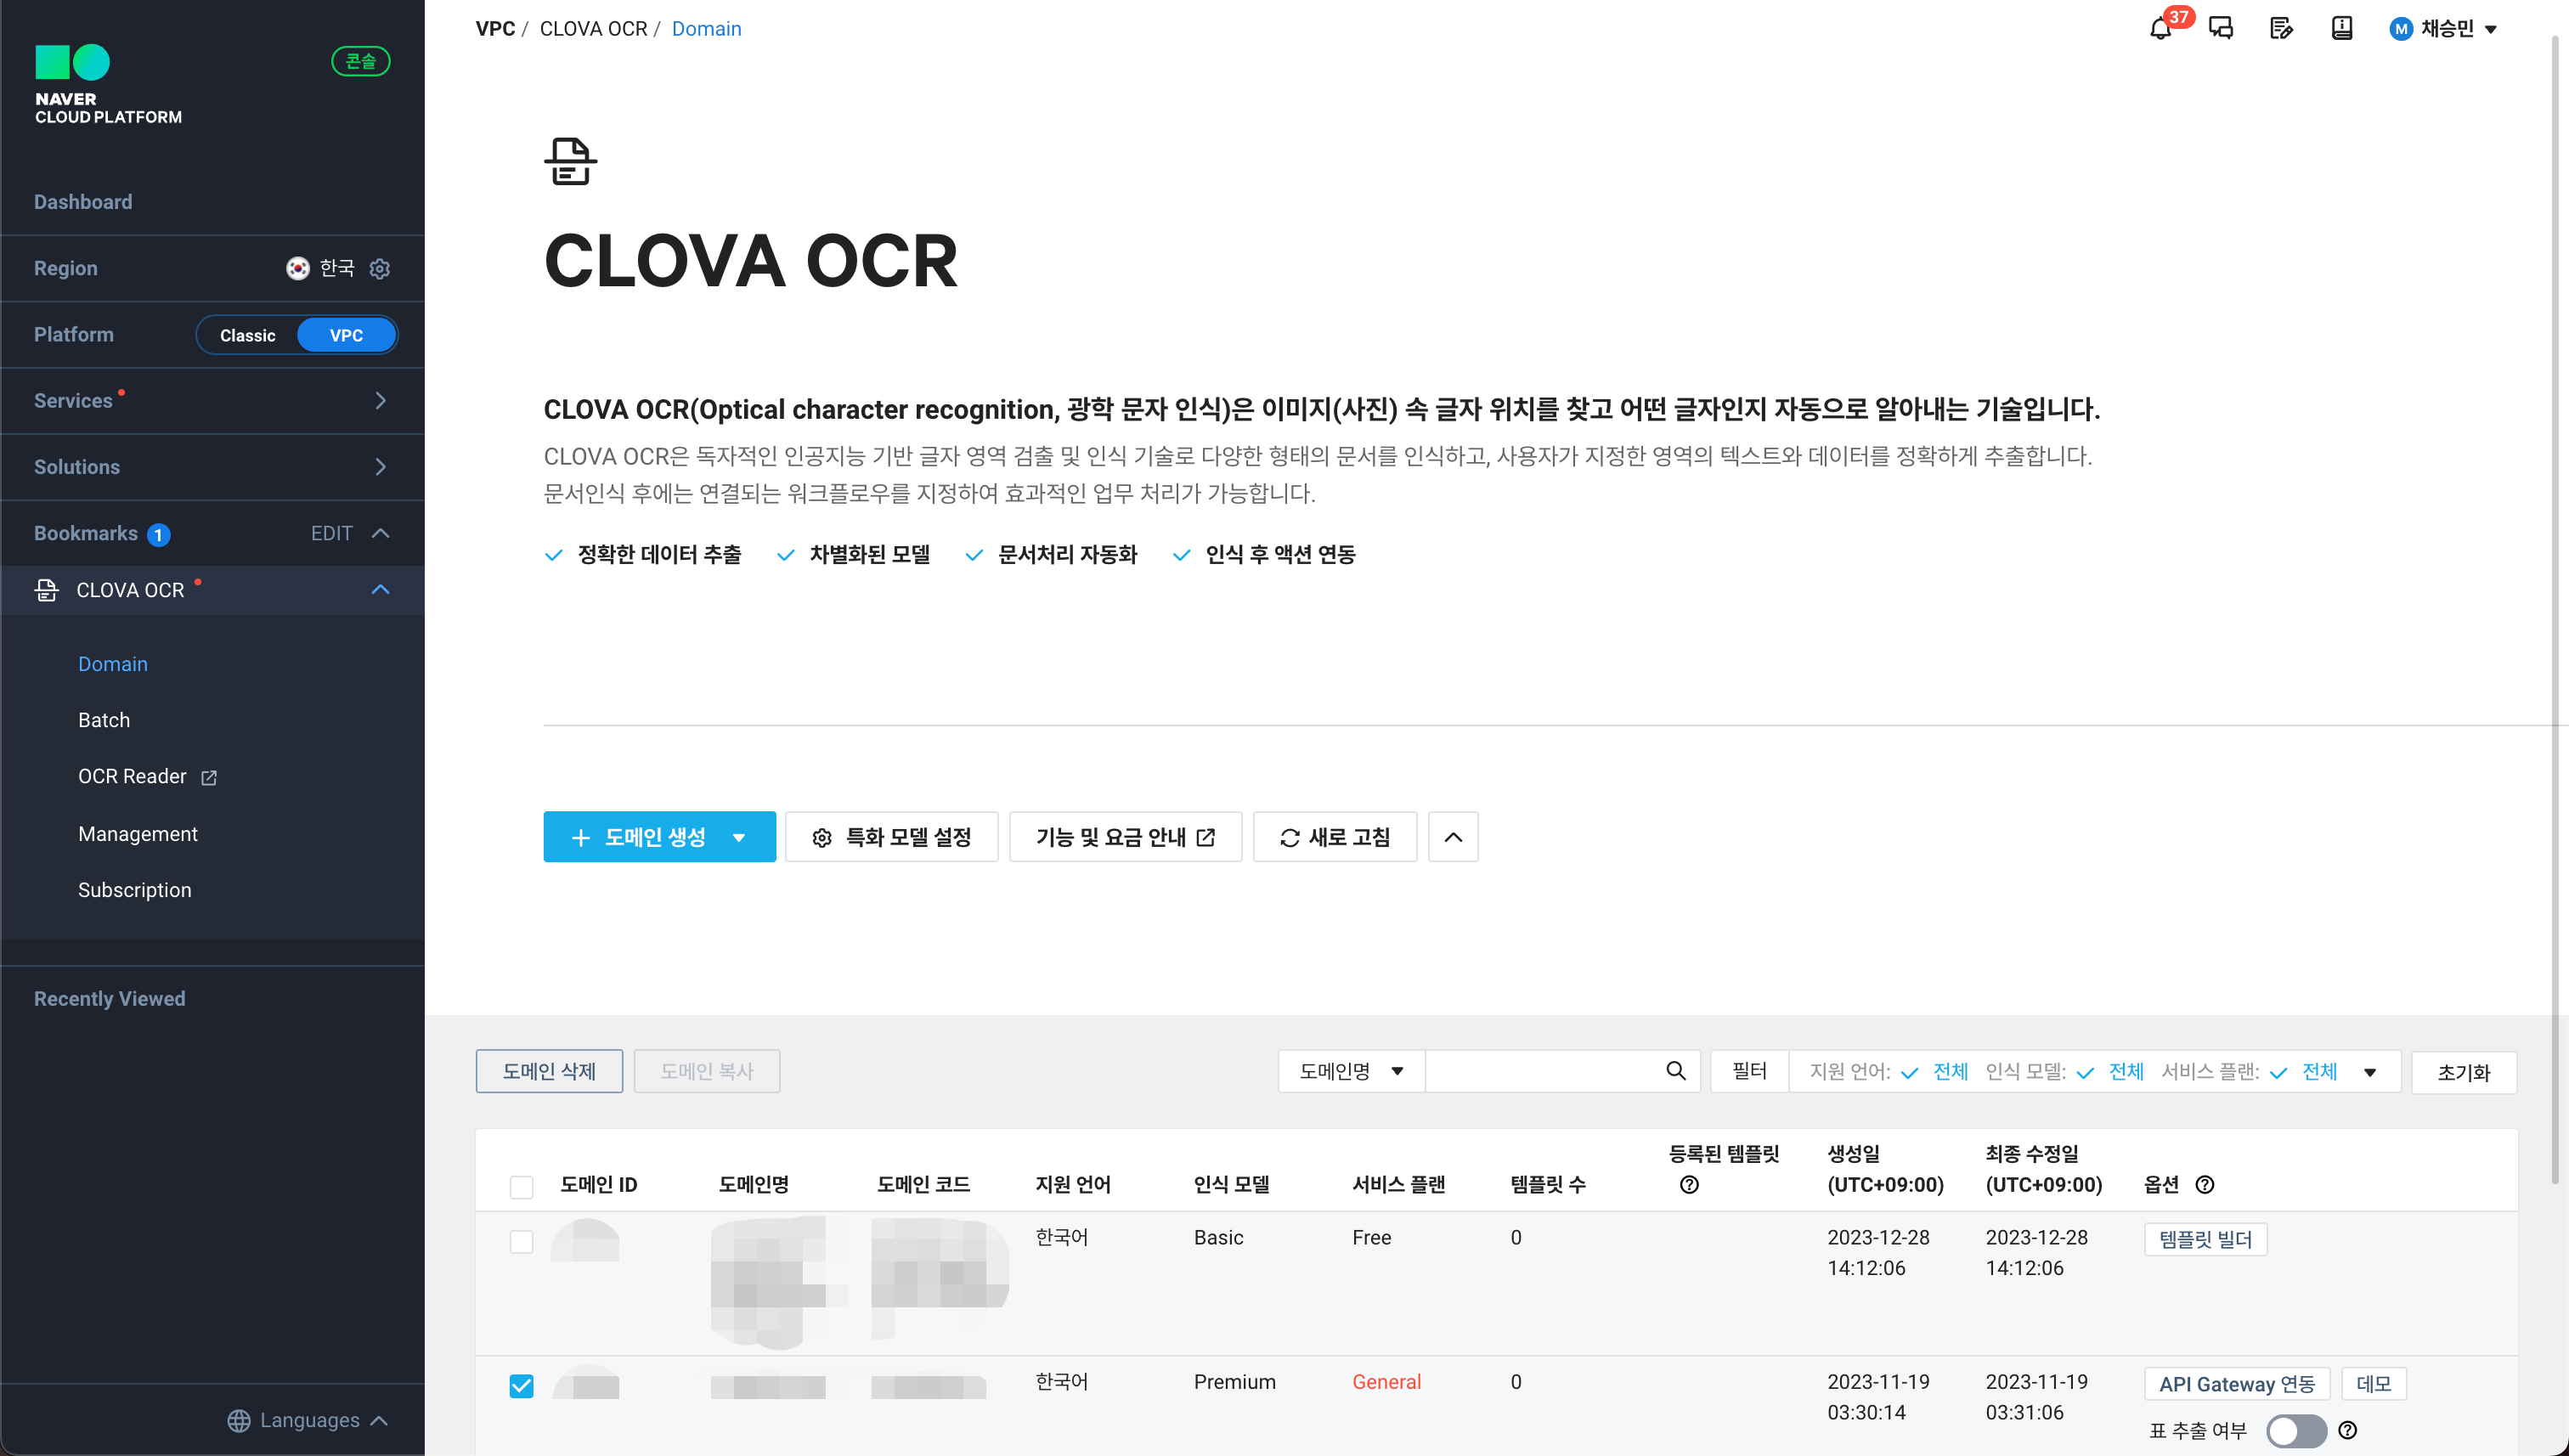 NAVER
CLOUD PLATFORM
콘솔
Dashboard
Region 한국
Platform Classic VPC
Services
Solutions
Bookmarks 1 EDIT
CLOVA OCR
Domain
Batch
OCR Reader
Management
Subscription
Recently Viewed
Languages
VPC / CLOVA OCR / Domain
37
M 채승민
CLOVA OCR
CLOVA OCR(Optical character recognition, 광학 문자 인식)은 이미지(사진) 속 글자 위치를 찾고 어떤 글자인지 자동으로 알아내는 기술입니다.
CLOVA OCR은 독자적인 인공지능 기반 글자 영역 검출 및 인식 기술로 다양한 형태의 문서를 인식하고, 사용자가 지정한 영역의 텍스트와 데이터를 정확하게 추출합니다.
문서인식 후에는 연결되는 워크플로우를 지정하여 효과적인 업무 처리가 가능합니다.
정확한 데이터 추출 차별화된 모델 문서처리 자동화 인식 후 액션 연동
도메인 생성 특화 모델 설정 기능 및 요금 안내 새로 고침
도메인 삭제 도메인 복사 도메인명 필터 지원 언어: 전체 인식 모델: 전체 서비스 플랜: 전체 초기화
도메인 ID 도메인명 도메인 코드 지원 언어 인식 모델 서비스 플랜 템플릿 수 등록된 템플릿 생성일 (UTC+09:00) 최종 수정일 (UTC+09:00) 옵션
한국어 Basic Free 0 2023-12-28 2023-12-28 템플릿 빌더
14:12:06 14:12:06
한국어 Premium General 0 2023-11-19 2023-11-19 API Gateway 연동 데모
03:30:14 03:31:06 표 추출 여부